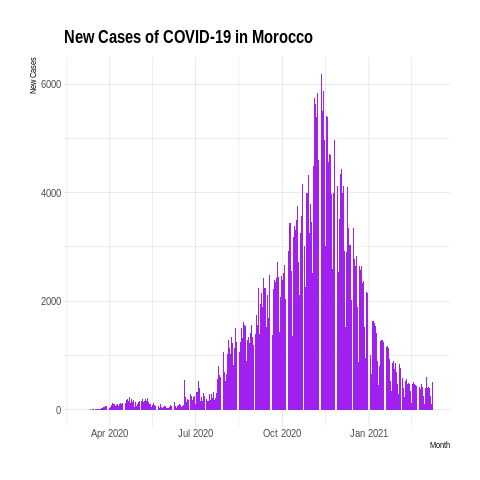 New Cases of COVID-19 in Morocco
New Cases
6000
4000
2000
0
Apr 2020 Jul 2020 Oct 2020 Jan 2021
Month